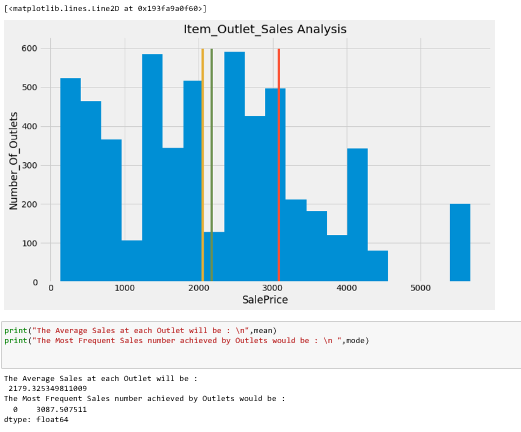 [<matplotlib.lines.Line2D at 0x193fa9a0f60>]
Item_Outlet_Sales Analysis
600
500
400
300
200
100
0
Number_Of_Outlets
0 1000 2000 3000 4000 5000
SalePrice
print("The Average Sales at each Outlet will be : \n",mean)
print("The Most Frequent Sales number achieved by Outlets would be : \n ",mode)
The Average Sales at each Outlet will be :
2179.325349811009
The Most Frequent Sales number achieved by Outlets would be :
0 3087.507511
dtype: float64